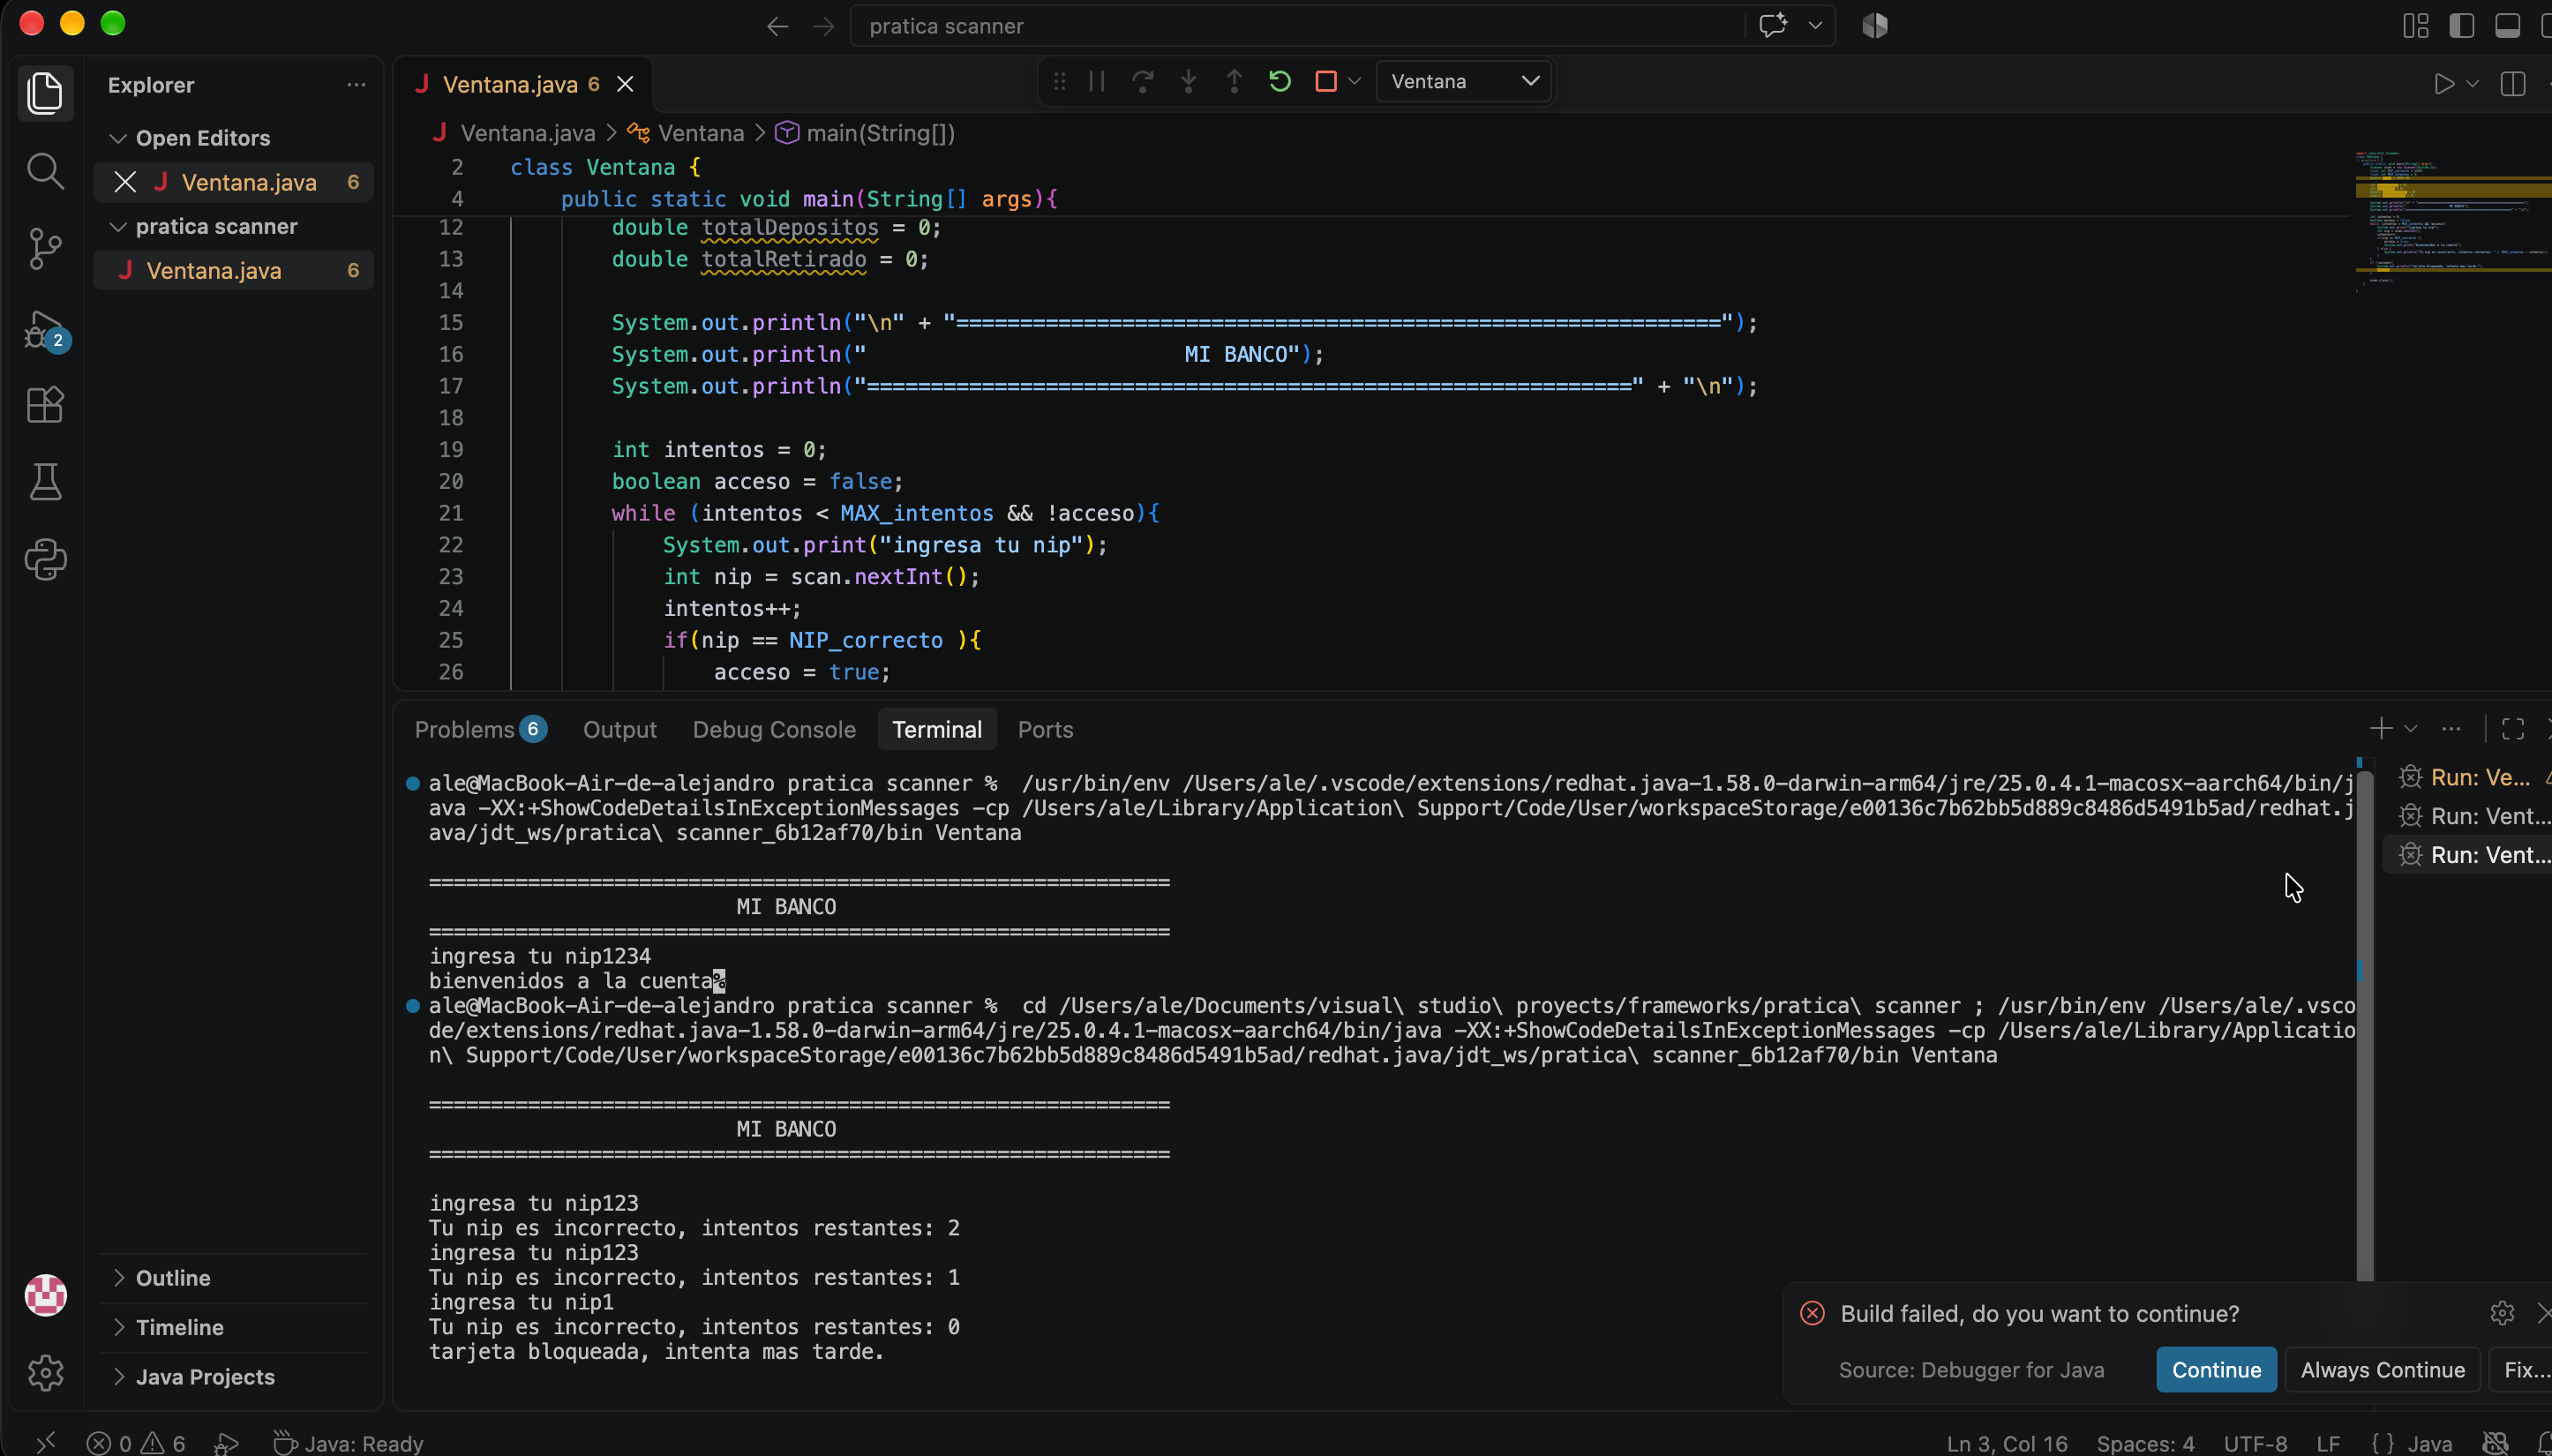 pratica scanner
Explorer
Open Editors
Ventana.java 6
pratica scanner
Ventana.java 6
2
Outline
Timeline
Java Projects
Ventana.java 6
Ventana
Ventana.java > Ventana > main(String[])
2 class Ventana {
4 public static void main(String[] args){
12 double totalDepositos = 0;
13 double totalRetirado = 0;
14
15 System.out.println("\n" + "============================================================");
16 System.out.println("                         MI BANCO");
17 System.out.println("============================================================" + "\n");
18
19 int intentos = 0;
20 boolean acceso = false;
21 while (intentos < MAX_intentos && !acceso){
22 System.out.print("ingresa tu nip");
23 int nip = scan.nextInt();
24 intentos++;
25 if(nip == NIP_correcto ){
26 acceso = true;
Problems 6 Output Debug Console Terminal Ports
ale@MacBook-Air-de-alejandro pratica scanner %  /usr/bin/env /Users/ale/.vscode/extensions/redhat.java-1.58.0-darwin-arm64/jre/25.0.4.1-macosx-aarch64/bin/j
ava -XX:+ShowCodeDetailsInExceptionMessages -cp /Users/ale/Library/Application\ Support/Code/User/workspaceStorage/e00136c7b62bb5d889c8486d5491b5ad/redhat.j
ava/jdt_ws/pratica\ scanner_6b12af70/bin Ventana
============================================================
MI BANCO
============================================================
ingresa tu nip1234
bienvenidos a la cuenta%
ale@MacBook-Air-de-alejandro pratica scanner %  cd /Users/ale/Documents/visual\ studio\ proyects/frameworks/pratica\ scanner ; /usr/bin/env /Users/ale/.vsco
de/extensions/redhat.java-1.58.0-darwin-arm64/jre/25.0.4.1-macosx-aarch64/bin/java -XX:+ShowCodeDetailsInExceptionMessages -cp /Users/ale/Library/Applicatio
n\ Support/Code/User/workspaceStorage/e00136c7b62bb5d889c8486d5491b5ad/redhat.java/jdt_ws/pratica\ scanner_6b12af70/bin Ventana
============================================================
MI BANCO
============================================================
ingresa tu nip123
Tu nip es incorrecto, intentos restantes: 2
ingresa tu nip123
Tu nip es incorrecto, intentos restantes: 1
ingresa tu nip1
Tu nip es incorrecto, intentos restantes: 0
tarjeta bloqueada, intenta mas tarde.
Run: Ve...
Run: Vent...
Run: Vent...
Build failed, do you want to continue?
Source: Debugger for Java
Continue Always Continue Fix...
0 6 Java: Ready
Ln 3, Col 16 Spaces: 4 UTF-8 LF {} Java